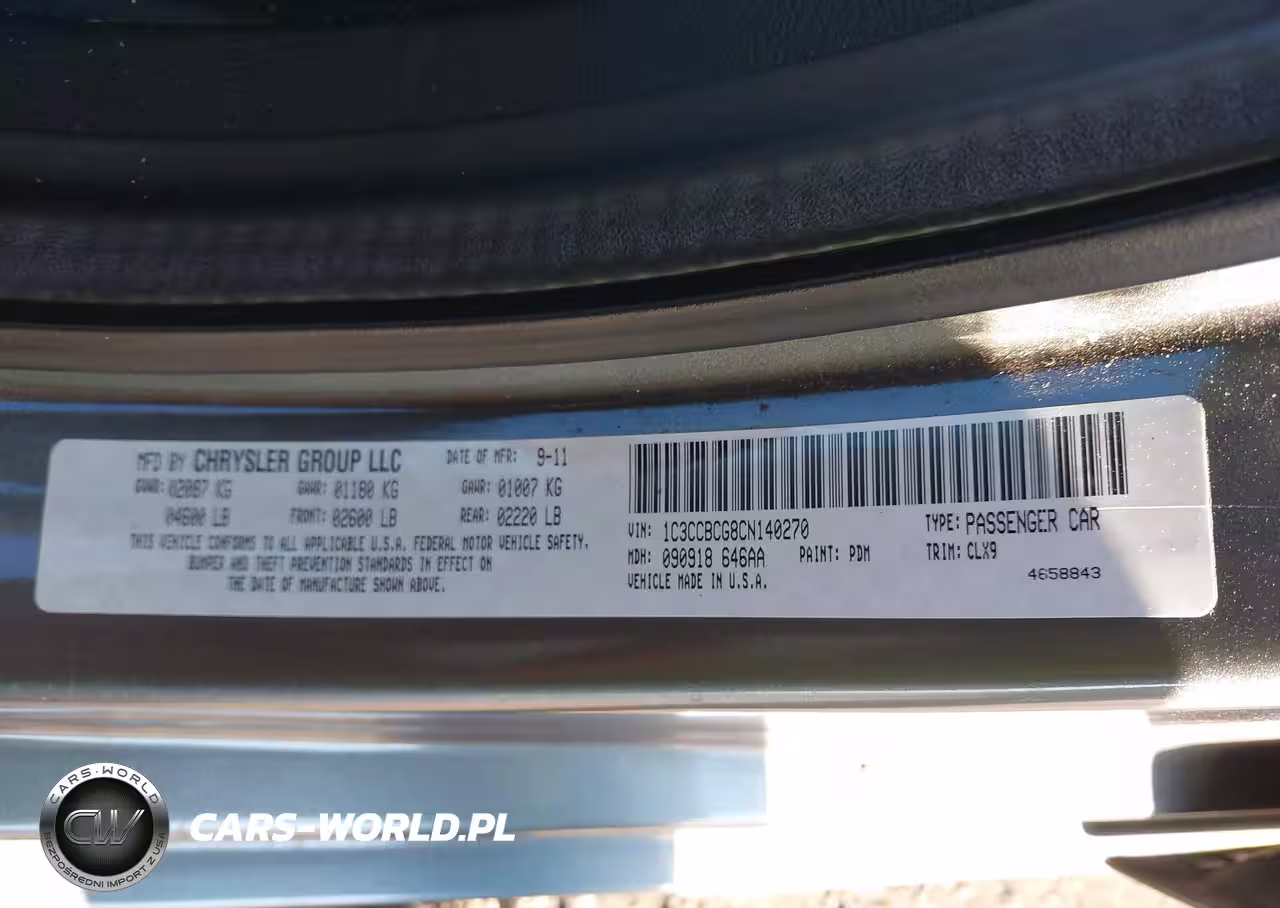 MFD BY CHRYSLER GROUP LLC DATE OF MFR: 9-11
GVWR: 02087 KG GAWR: 01180 KG GAWR: 01007 KG
04600 LB FRONT: 02600 LB REAR: 02220 LB
THIS VEHICLE CONFORMS TO ALL APPLICABLE U.S.A. FEDERAL MOTOR VEHICLE SAFETY,
BUMPER AND THEFT PREVENTION STANDARDS IN EFFECT ON
THE DATE OF MANUFACTURE SHOWN ABOVE.
VIN: 1C3CCBCG8CN140270 TYPE: PASSENGER CAR
MDH: 090918 646AA PAINT: PDM TRIM: CLX9
VEHICLE MADE IN U.S.A. 4658843
CARS-WORLD
CW
BEZPOŚREDNI IMPORT Z USA
CARS-WORLD.PL